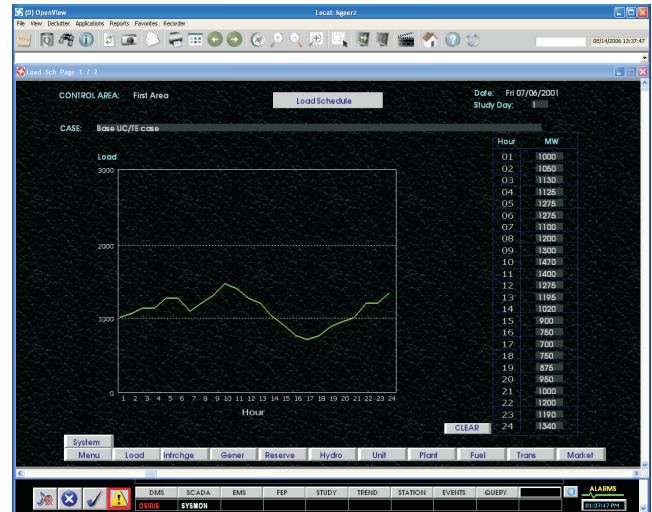 (0) OpenView Local: kgperz
File View Declutter Applications Reports Favorites Recorder
08/14/2006 13:37:47
Load Sch Page 1 / 2
CONTROL AREA: First Area
Load Schedule
Date: Fri 07/06/2001
Study Day: 1
CASE: Base UC/TE case
Hour MW
01 1000
02 1050
03 1130
04 1125
05 1275
06 1275
07 1100
08 1200
09 1300
10 1470
11 1400
12 1275
13 1195
14 1020
15 900
16 750
17 700
18 750
19 875
20 950
21 1000
22 1200
23 1190
24 1340
Load
3000
2000
1000
0
1 2 3 4 5 6 7 8 9 10 11 12 13 14 15 16 17 18 19 20 21 22 23 24
Hour
CLEAR
System
Menu Load Intrchge Gener Reserve Hydro Unit Plant Fuel Trans Market
DMS SCADA EMS FEP STUDY TREND STATION EVENTS QUERY
OSIRIS SYSMON
ALARMS
01:37:47 PM